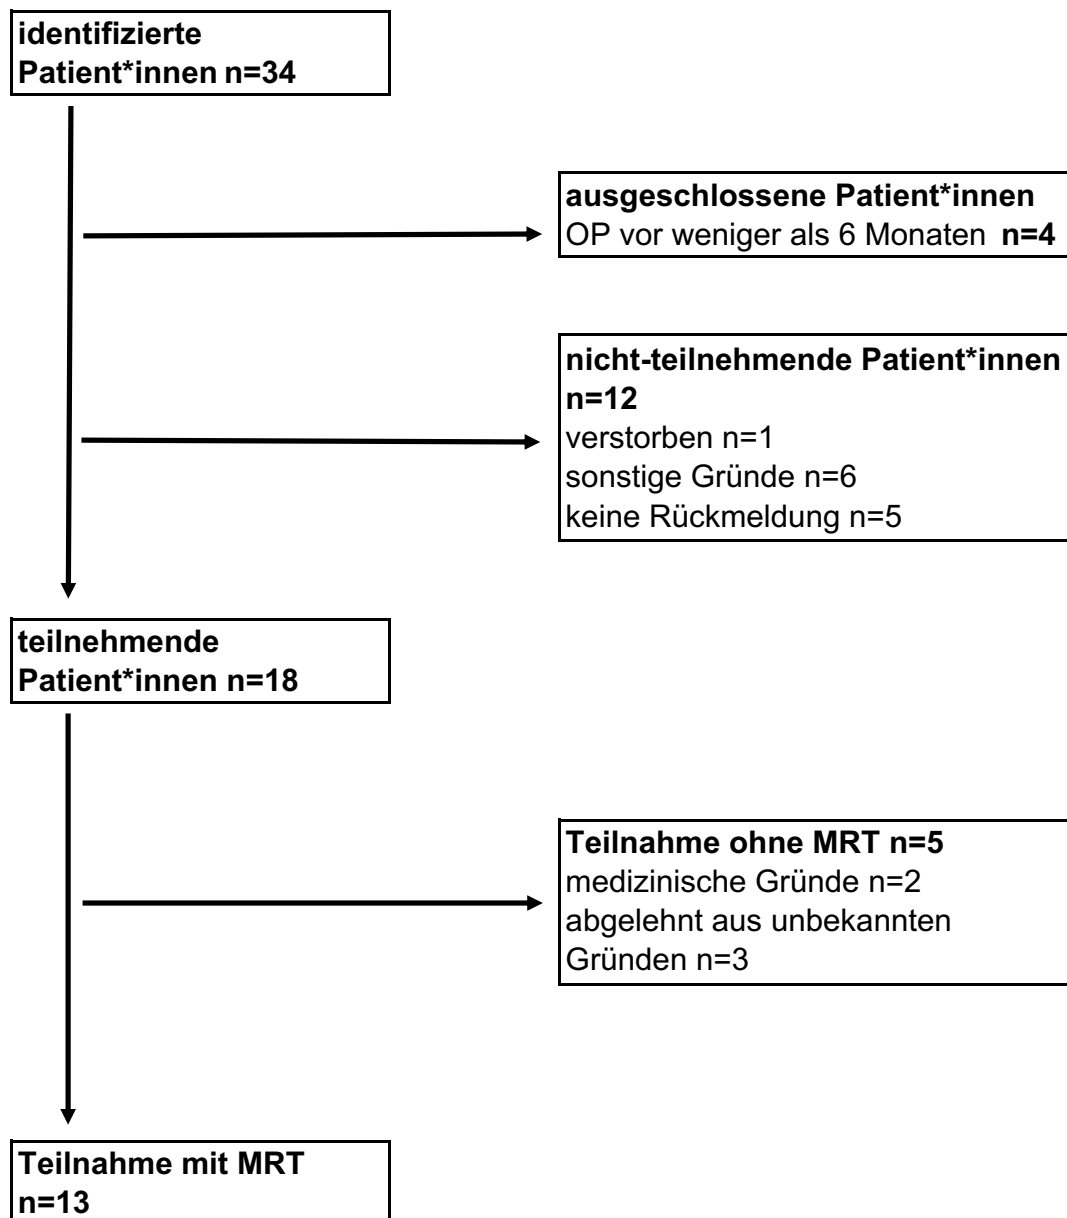 identifizierte
Patient*innen n=34
ausgeschlossene Patient*innen
OP vor weniger als 6 Monaten n=4
nicht-teilnehmende Patient*innen
n=12
verstorben n=1
sonstige Gründe n=6
keine Rückmeldung n=5
teilnehmende
Patient*innen n=18
Teilnahme ohne MRT n=5
medizinische Gründe n=2
abgelehnt aus unbekannten
Gründen n=3
Teilnahme mit MRT
n=13